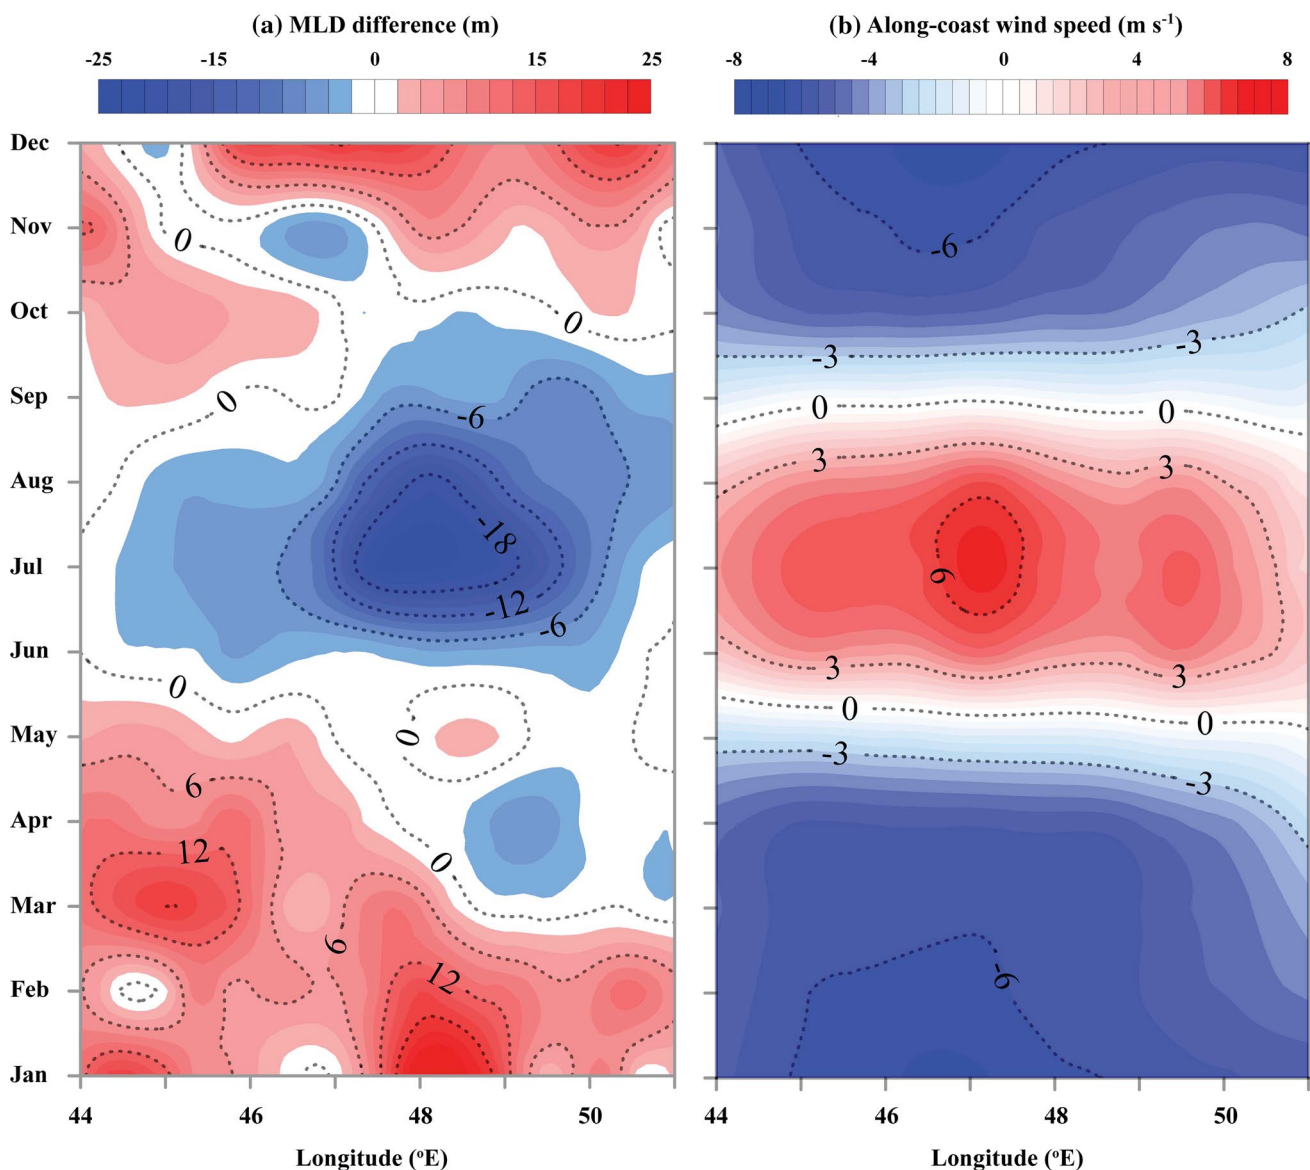 (a) MLD difference (m)
(b) Along-coast wind speed (m s-1)
-25 -15 0 15 25
-8 -4 0 4 8
Dec
Nov
Oct
Sep
Aug
Jul
Jun
May
Apr
Mar
Feb
Jan
0
0
0
-6
-18
-12
-6
0
0
6
12
0
6
12
-6
-3
-3
0
0
3
3
6
3
3
0
0
-3
-3
-6
44 46 48 50
44 46 48 50
Longitude (ºE)
Longitude (ºE)